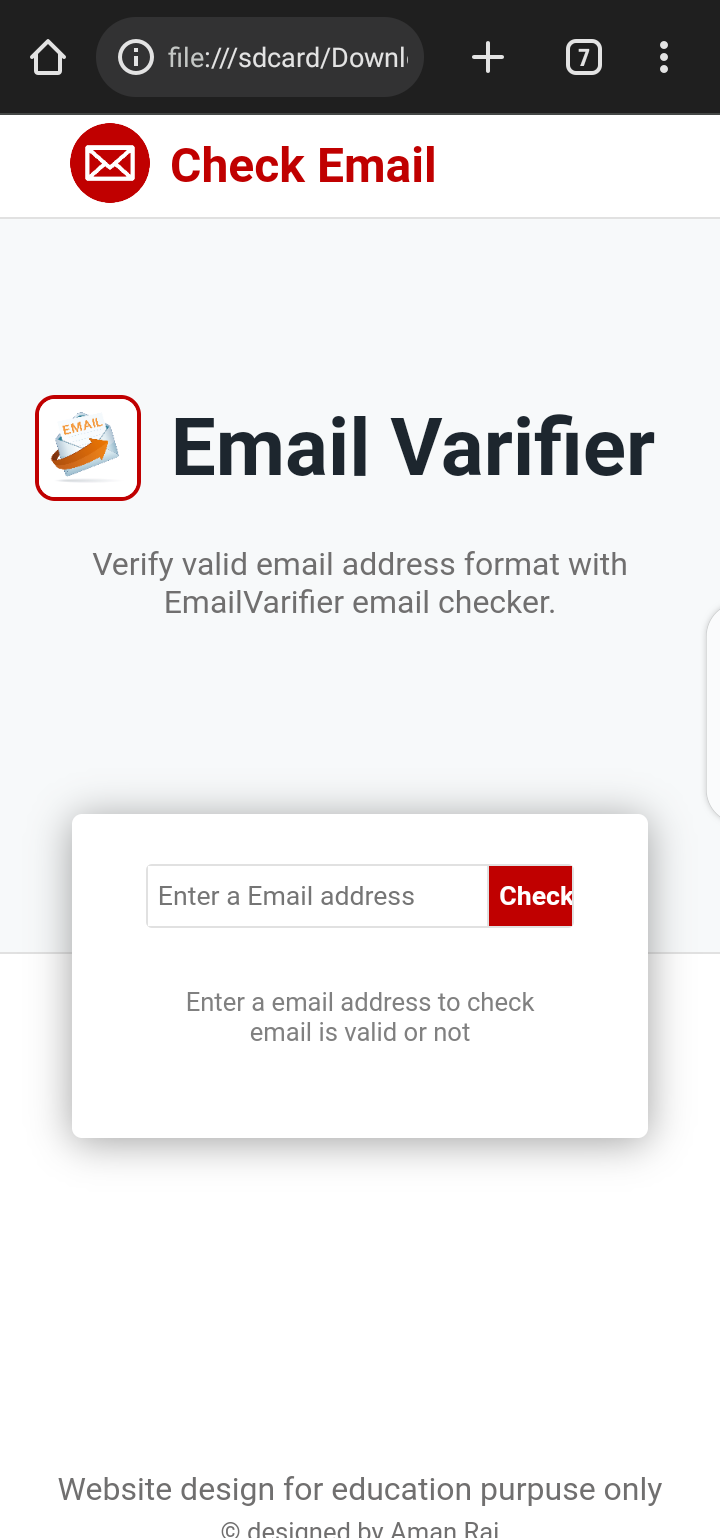 file:///sdcard/Downl
7
Check Email
EMAIL
Email Varifier
Verify valid email address format with
EmailVarifier email checker.
Enter a Email address
Check
Enter a email address to check
email is valid or not
Website design for education purpuse only
© designed by Aman Raj